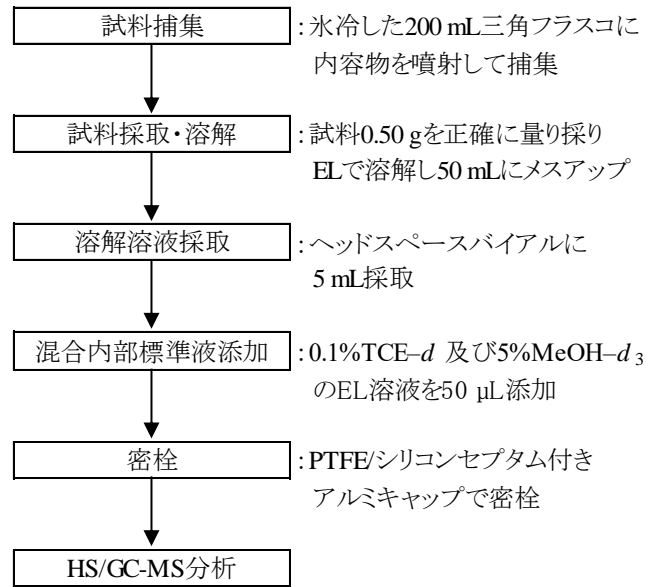 試料捕集
:氷冷した200 mL三角フラスコに
内容物を噴射して捕集
試料採取・溶解
:試料0.50 gを正確に量り採り
ELで溶解し50 mLにメスアップ
溶解溶液採取
:ヘッドスペースバイアルに
5 mL採取
混合内部標準液添加
:0.1%TCE–d 及び5%MeOH–d3
のEL溶液を50 µL添加
密栓
:PTFE/シリコンセプタム付き
アルミキャップで密栓
HS/GC-MS分析